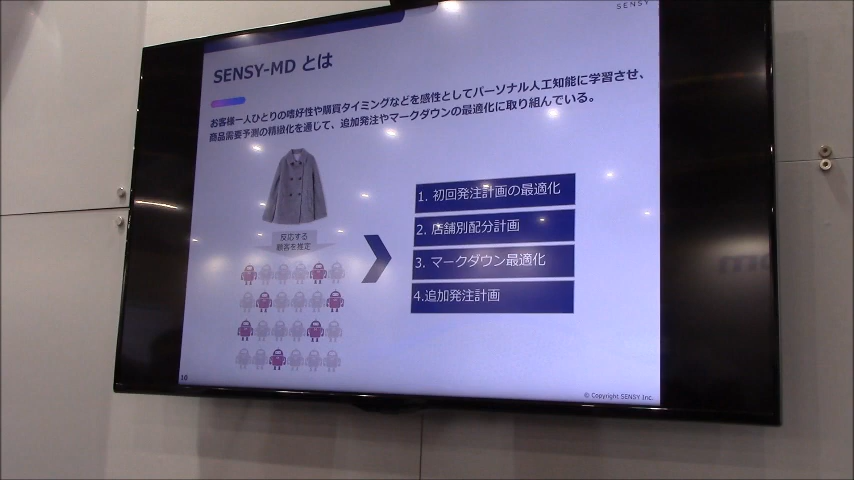 SENSY
SENSY-MD とは
お客様一人ひとりの嗜好性や購買タイミングなどを感性としてパーソナル人工知能に学習させ、
商品需要予測の精緻化を通じて、追加発注やマークダウンの最適化に取り組んでいる。
反応する
顧客を推定
1. 初回発注計画の最適化
2. 店舗別配分計画
3. マークダウン最適化
4.追加発注計画
10
© Copyright SENSY Inc.